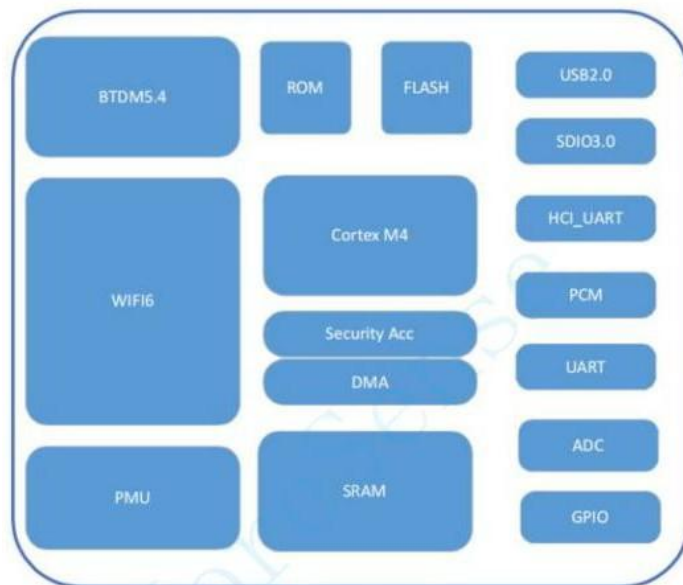 BTDM5.4
ROM
FLASH
USB2.0
SDIO3.0
WIFI6
Cortex M4
HCI_UART
PCM
Security Acc
DMA
UART
PMU
SRAM
ADC
GPIO